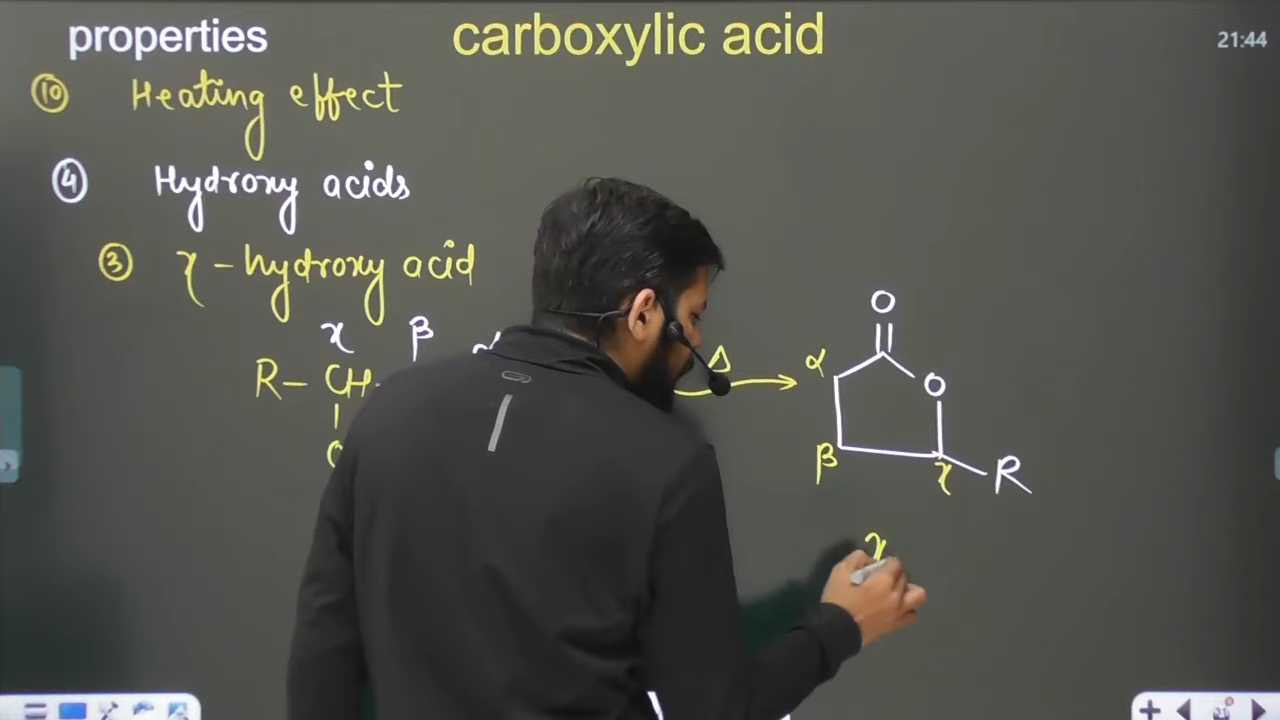 properties
carboxylic acid
21:44
⑩ Heating effect
④ Hydroxy acids
③ γ - hydroxy acid
γ β α
R – CH
O
Δ
O
α
O
β
γ
R
γ